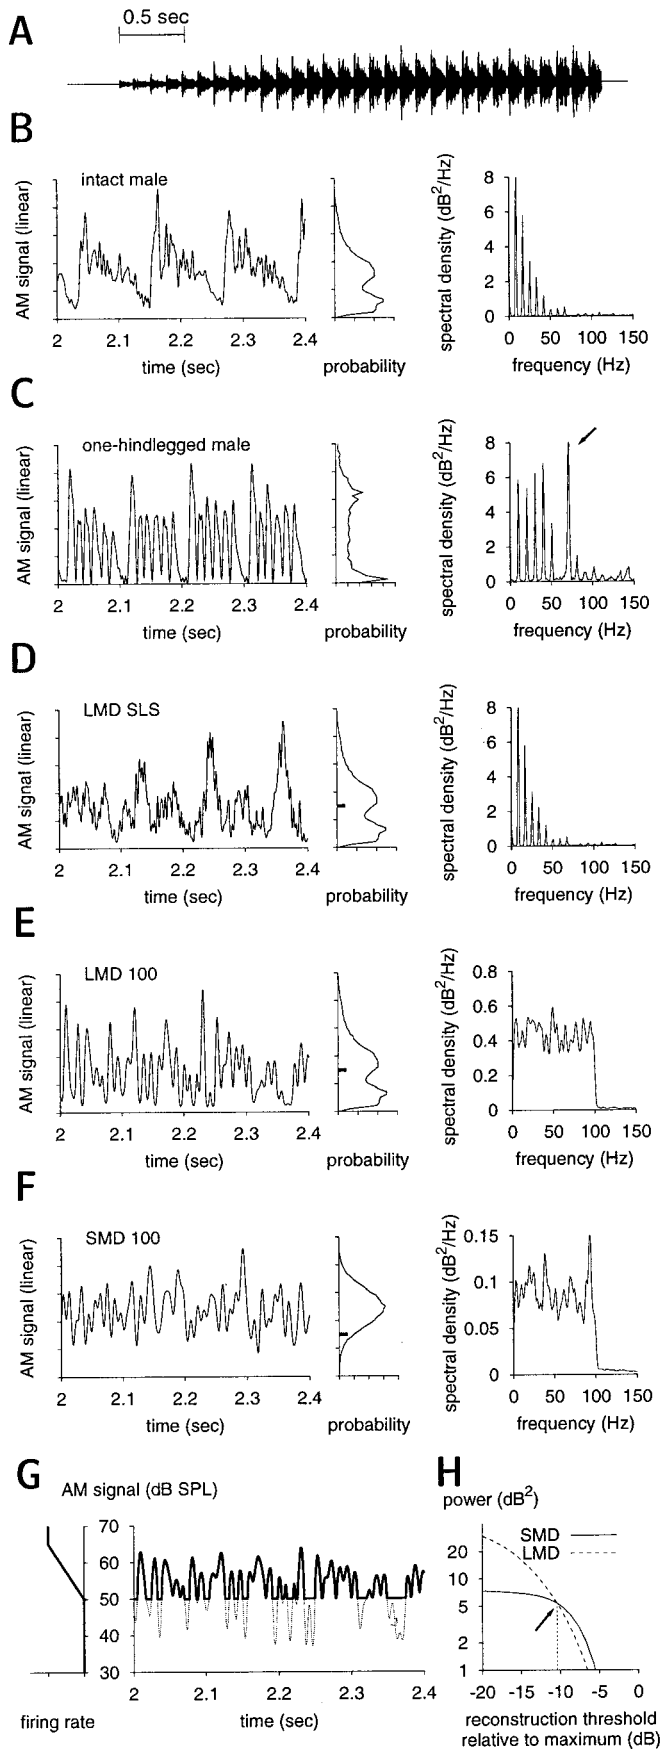 A
0.5 sec
B
intact male
AM signal (linear)
2 2.1 2.2 2.3 2.4
time (sec)
probability
spectral density (dB²/Hz)
8
6
4
2
0
0 50 100 150
frequency (Hz)
C
one-hindlegged male
AM signal (linear)
2 2.1 2.2 2.3 2.4
time (sec)
probability
spectral density (dB²/Hz)
8
6
4
2
0
0 50 100 150
frequency (Hz)
D
LMD SLS
AM signal (linear)
2 2.1 2.2 2.3 2.4
time (sec)
probability
spectral density (dB²/Hz)
8
6
4
2
0
0 50 100 150
frequency (Hz)
E
LMD 100
AM signal (linear)
2 2.1 2.2 2.3 2.4
time (sec)
probability
spectral density (dB²/Hz)
0.8
0.6
0.4
0.2
0
0 50 100 150
frequency (Hz)
F
SMD 100
AM signal (linear)
2 2.1 2.2 2.3 2.4
time (sec)
probability
spectral density (dB²/Hz)
0.15
0.1
0.05
0
0 50 100 150
frequency (Hz)
G
AM signal (dB SPL)
70
60
50
40
30
firing rate
2 2.1 2.2 2.3 2.4
time (sec)
H
power (dB²)
SMD
LMD
20
10
5
2
1
-20 -15 -10 -5 0
reconstruction threshold
relative to maximum (dB)